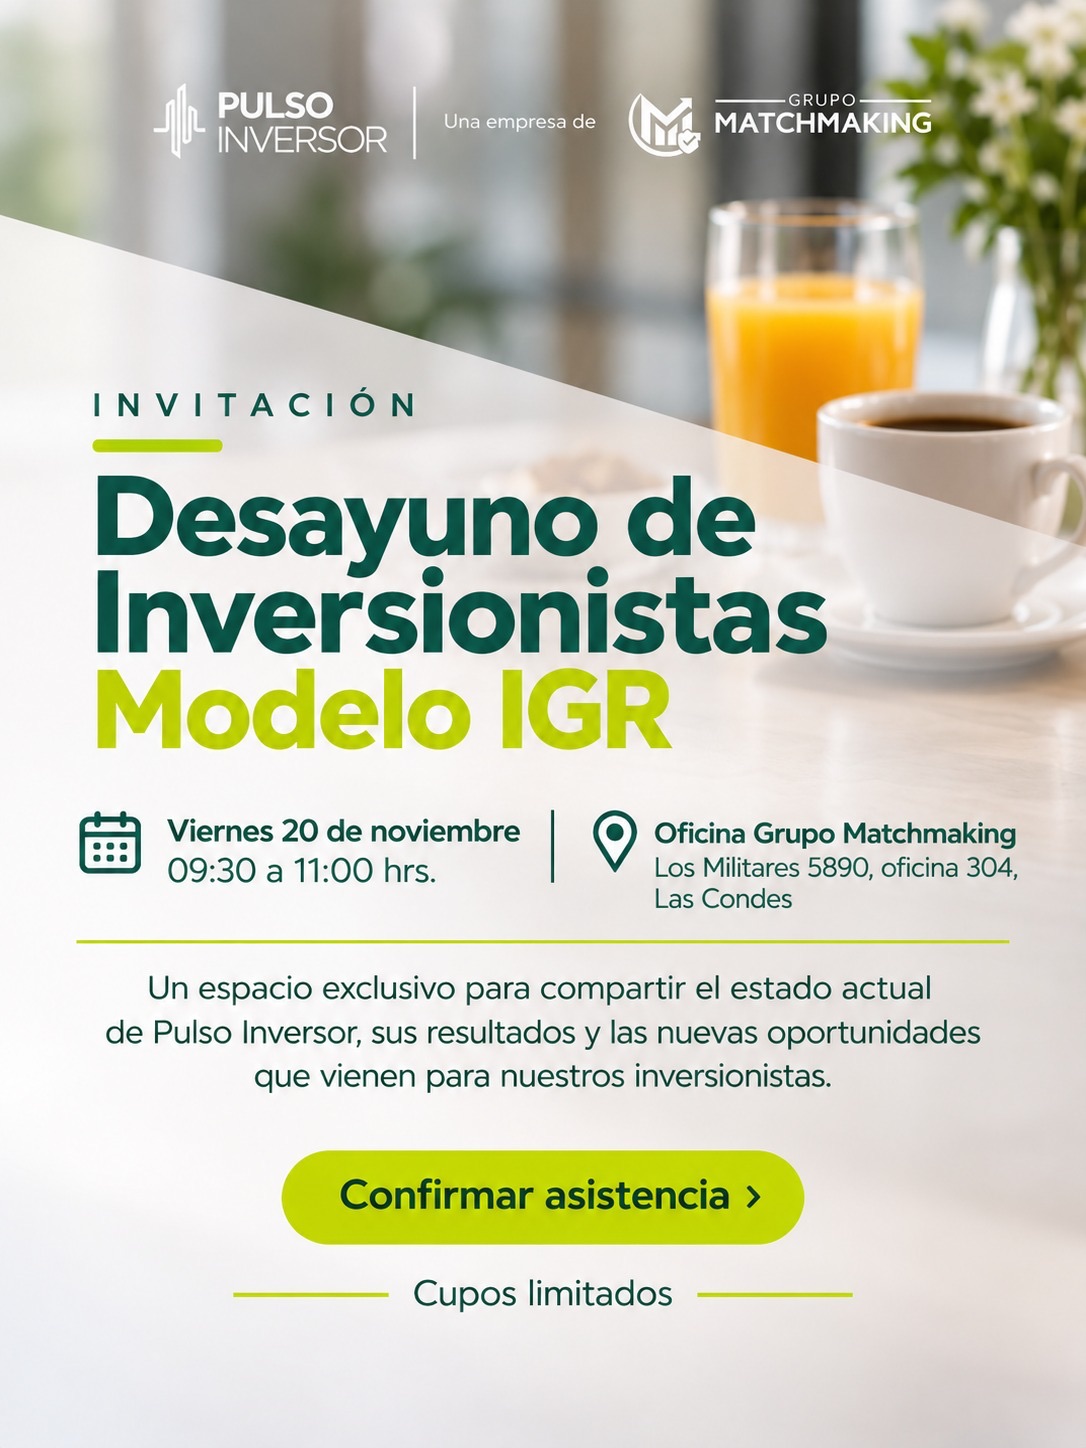 PULSO
INVERSOR
Una empresa de
GRUPO
MATCHMAKING
INVITACIÓN
Desayuno de
Inversionistas
Modelo IGR
Viernes 20 de noviembre
09:30 a 11:00 hrs.
Oficina Grupo Matchmaking
Los Militares 5890, oficina 304,
Las Condes
Un espacio exclusivo para compartir el estado actual
de Pulso Inversor, sus resultados y las nuevas oportunidades
que vienen para nuestros inversionistas.
Confirmar asistencia ›
Cupos limitados